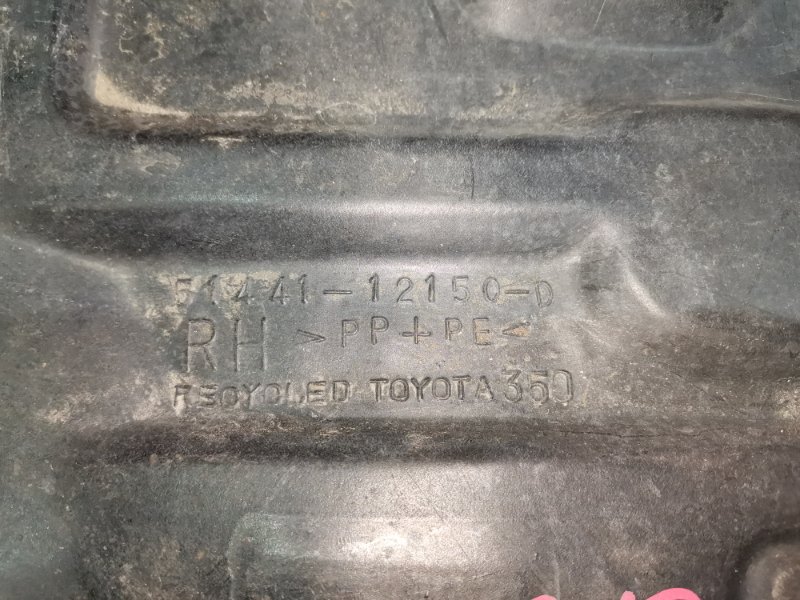 51441-12150-D
RH >PP+PE<
RECYCLED TOYOTA 350